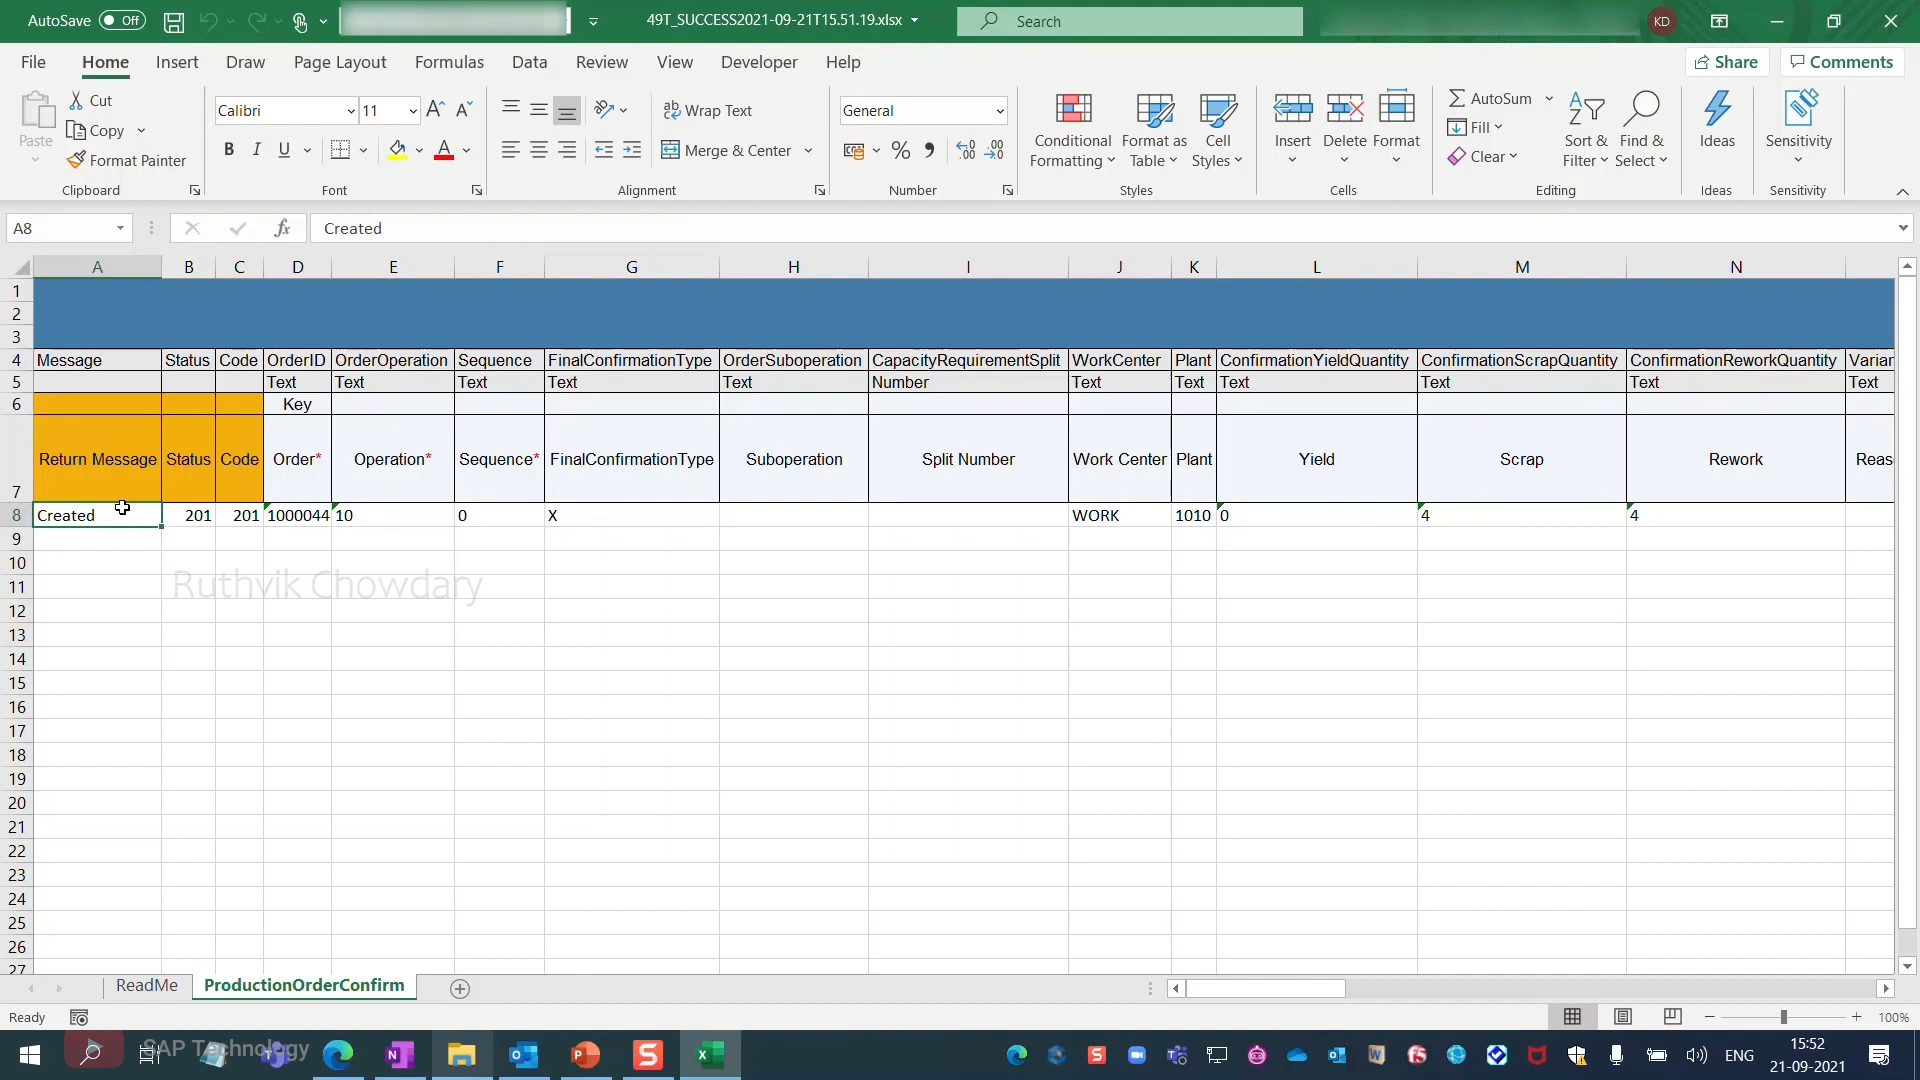 AutoSave Off 49T_SUCCESS2021-09-21T15.51.19.xlsx Search KD
File Home Insert Draw Page Layout Formulas Data Review View Developer Help Share Comments
Paste Cut Copy Format Painter
Calibri 11 B I U A
Wrap Text Merge & Center
General %
Conditional Formatting Format as Table Cell Styles
Insert Delete Format
AutoSum Fill Clear
Sort & Filter Find & Select
Ideas
Sensitivity
Clipboard Font Alignment Number Styles Cells Editing Ideas Sensitivity
A8 fx Created
A B C D E F G H I J K L M N
1
2
3
4 Message Status Code OrderID OrderOperation Sequence FinalConfirmationType OrderSuboperation CapacityRequirementSplit WorkCenter Plant ConfirmationYieldQuantity ConfirmationScrapQuantity ConfirmationReworkQuantity Varian
5 Text Text Text Text Text Number Text Text Text Text Text Text
6 Key
7 Return Message Status Code Order* Operation* Sequence* FinalConfirmationType Suboperation Split Number Work Center Plant Yield Scrap Rework Reas
8 Created 201 201 1000044 10 0 X WORK 1010 0 4 4
9
10
11
Ruthvik Chowdary
12
13
14
15
16
17
18
19
20
21
22
23
24
25
26
27
ReadMe ProductionOrderConfirm
Ready 100%
SAP Technology
ENG 15:52
21-09-2021